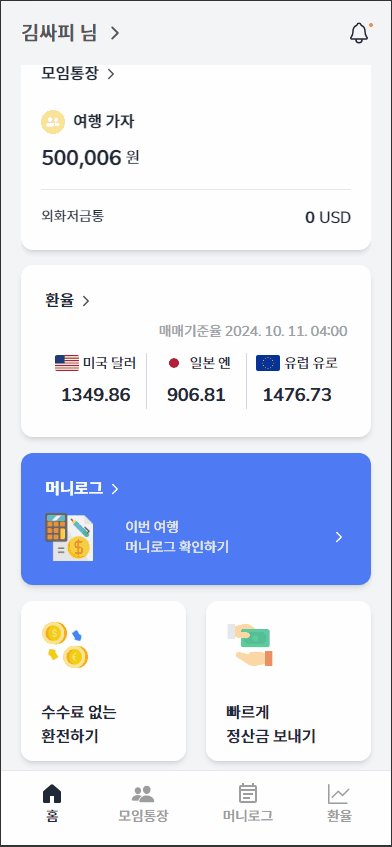 김싸피 님
모임통장
여행 가자
500,006 원
외화저금통 0 USD
환율
매매기준율 2024. 10. 11. 04:00
미국 달러 일본 엔 유럽 유로
1349.86 906.81 1476.73
머니로그
이번 여행
머니로그 확인하기
수수료 없는
환전하기
빠르게
정산금 보내기
홈 모임통장 머니로그 환율